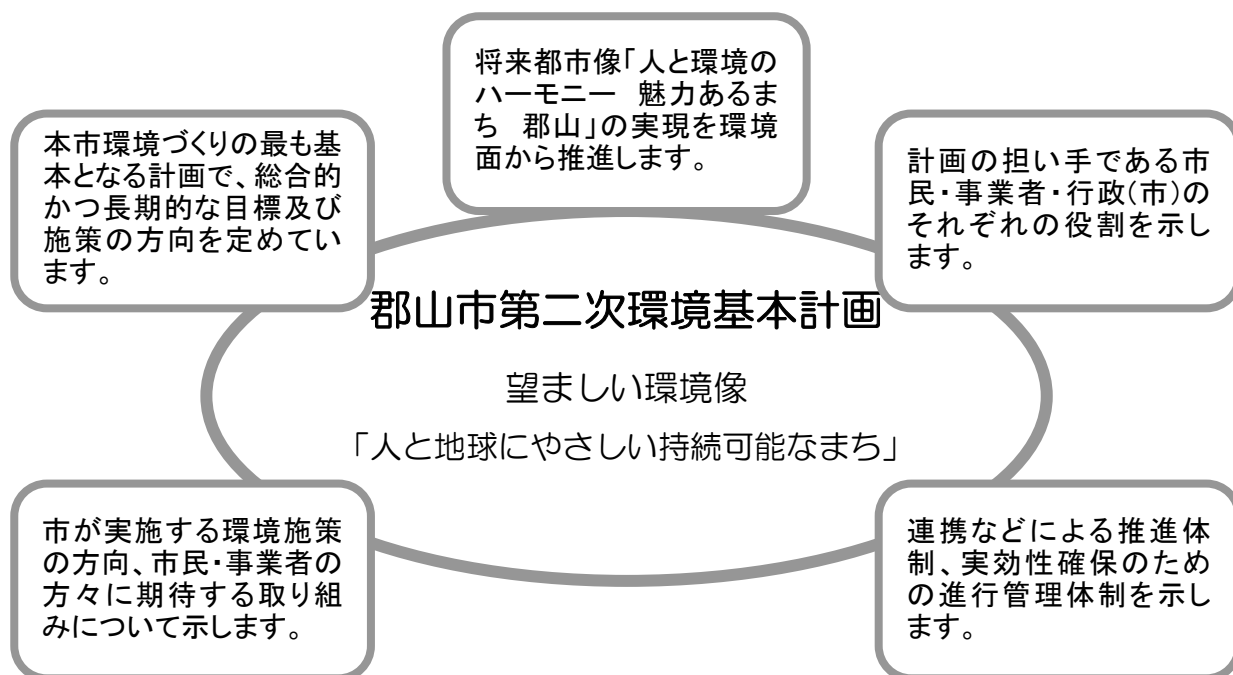 将来都市像「人と環境の
ハーモニー　魅力あるま
ち　郡山」の実現を環境
面から推進します。
本市環境づくりの最も基
本となる計画で、総合的
かつ長期的な目標及び
施策の方向を定めてい
ます。
計画の担い手である市
民・事業者・行政(市)の
それぞれの役割を示し
ます。
郡山市第二次環境基本計画
望ましい環境像
「人と地球にやさしい持続可能なまち」
市が実施する環境施策
の方向、市民・事業者の
方々に期待する取り組
みについて示します。
連携などによる推進体
制、実効性確保のため
の進行管理体制を示し
ます。